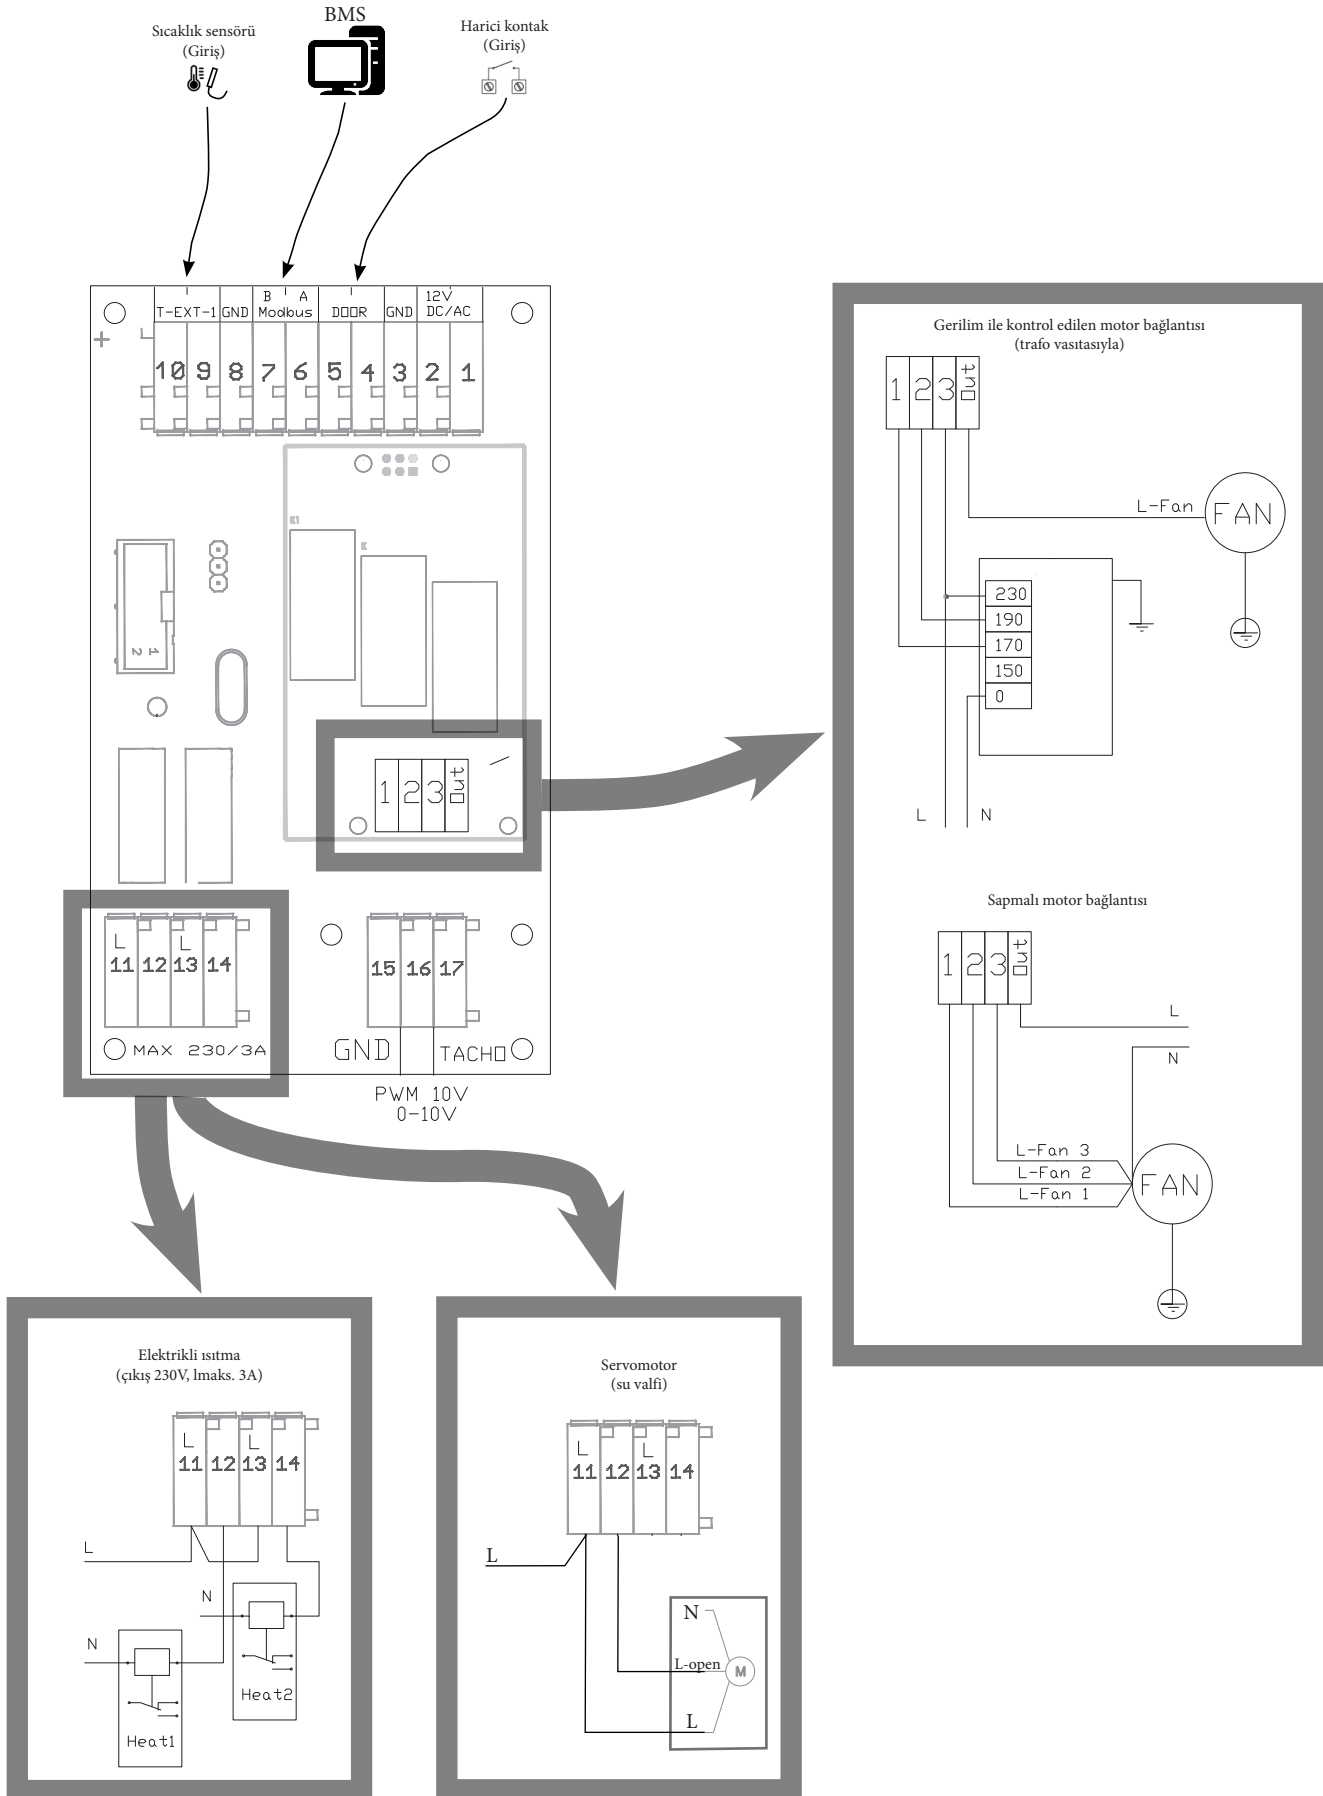 BMS
Sıcaklık sensörü
(Giriş)
Harici kontak
(Giriş)
B A 12V
T-EXT-1 GND Modbus DOOR GND DC/AC
10 9 8 7 6 5 4 3 2 1
K1
K
1 2
1 2 3 Out
L L
11 12 13 14
15 16 17
MAX 230/3A
GND
TACHO
PWM 10V
0-10V
Gerilim ile kontrol edilen motor bağlantısı
(trafo vasıtasıyla)
1 2 3 Out
L-Fan
FAN
230
190
170
150
0
L N
Sapmalı motor bağlantısı
1 2 3 Out
L
N
L-Fan 3
L-Fan 2
L-Fan 1
FAN
Elektrikli ısıtma
(çıkış 230V, lmaks. 3A)
L L
11 12 13 14
L
N
N
Heat2
Heat1
Servomotor
(su valfi)
L L
11 12 13 14
L
N
L-open
M
L